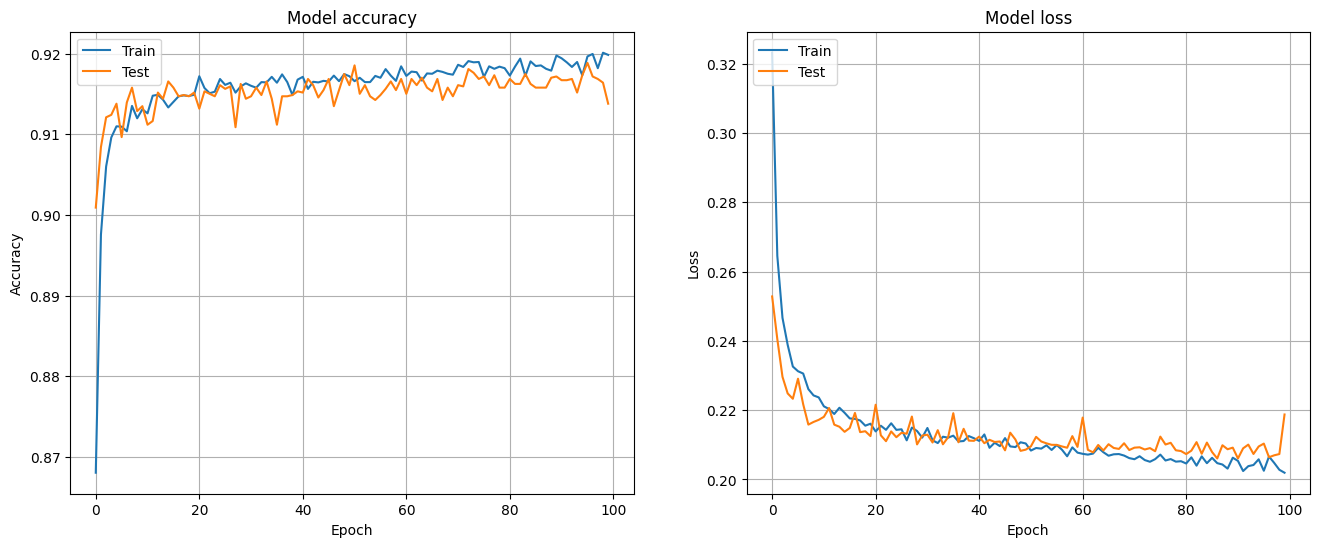 Model accuracy
Train
Test
0.92
0.91
0.90
0.89
0.88
0.87
Accuracy
0 20 40 60 80 100
Epoch
Model loss
Train
Test
0.32
0.30
0.28
0.26
0.24
0.22
0.20
Loss
0 20 40 60 80 100
Epoch